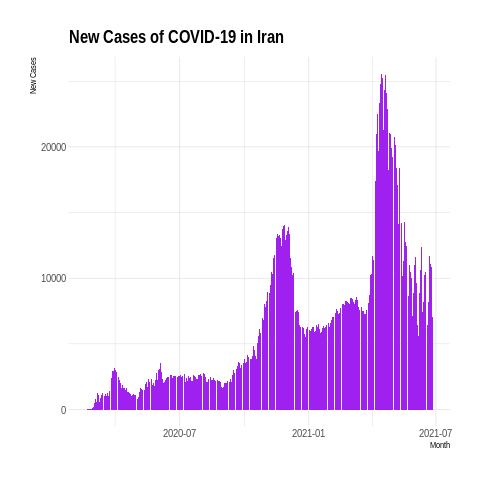 New Cases of COVID-19 in Iran
New Cases
20000
10000
0
2020-07
2021-01
2021-07
Month